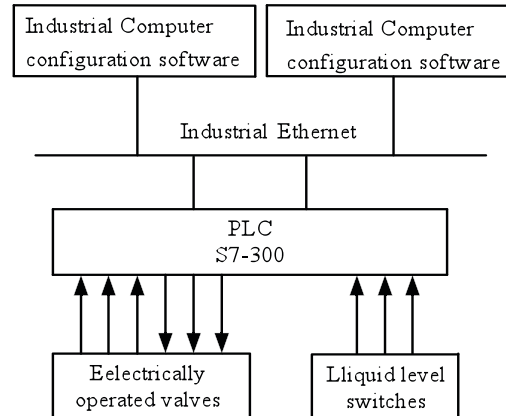 Industrial Computer
configuration software
Industrial Computer
configuration software
Industrial Ethernet
PLC
S7-300
Eelectrically
operated valves
Lliquid level
switches